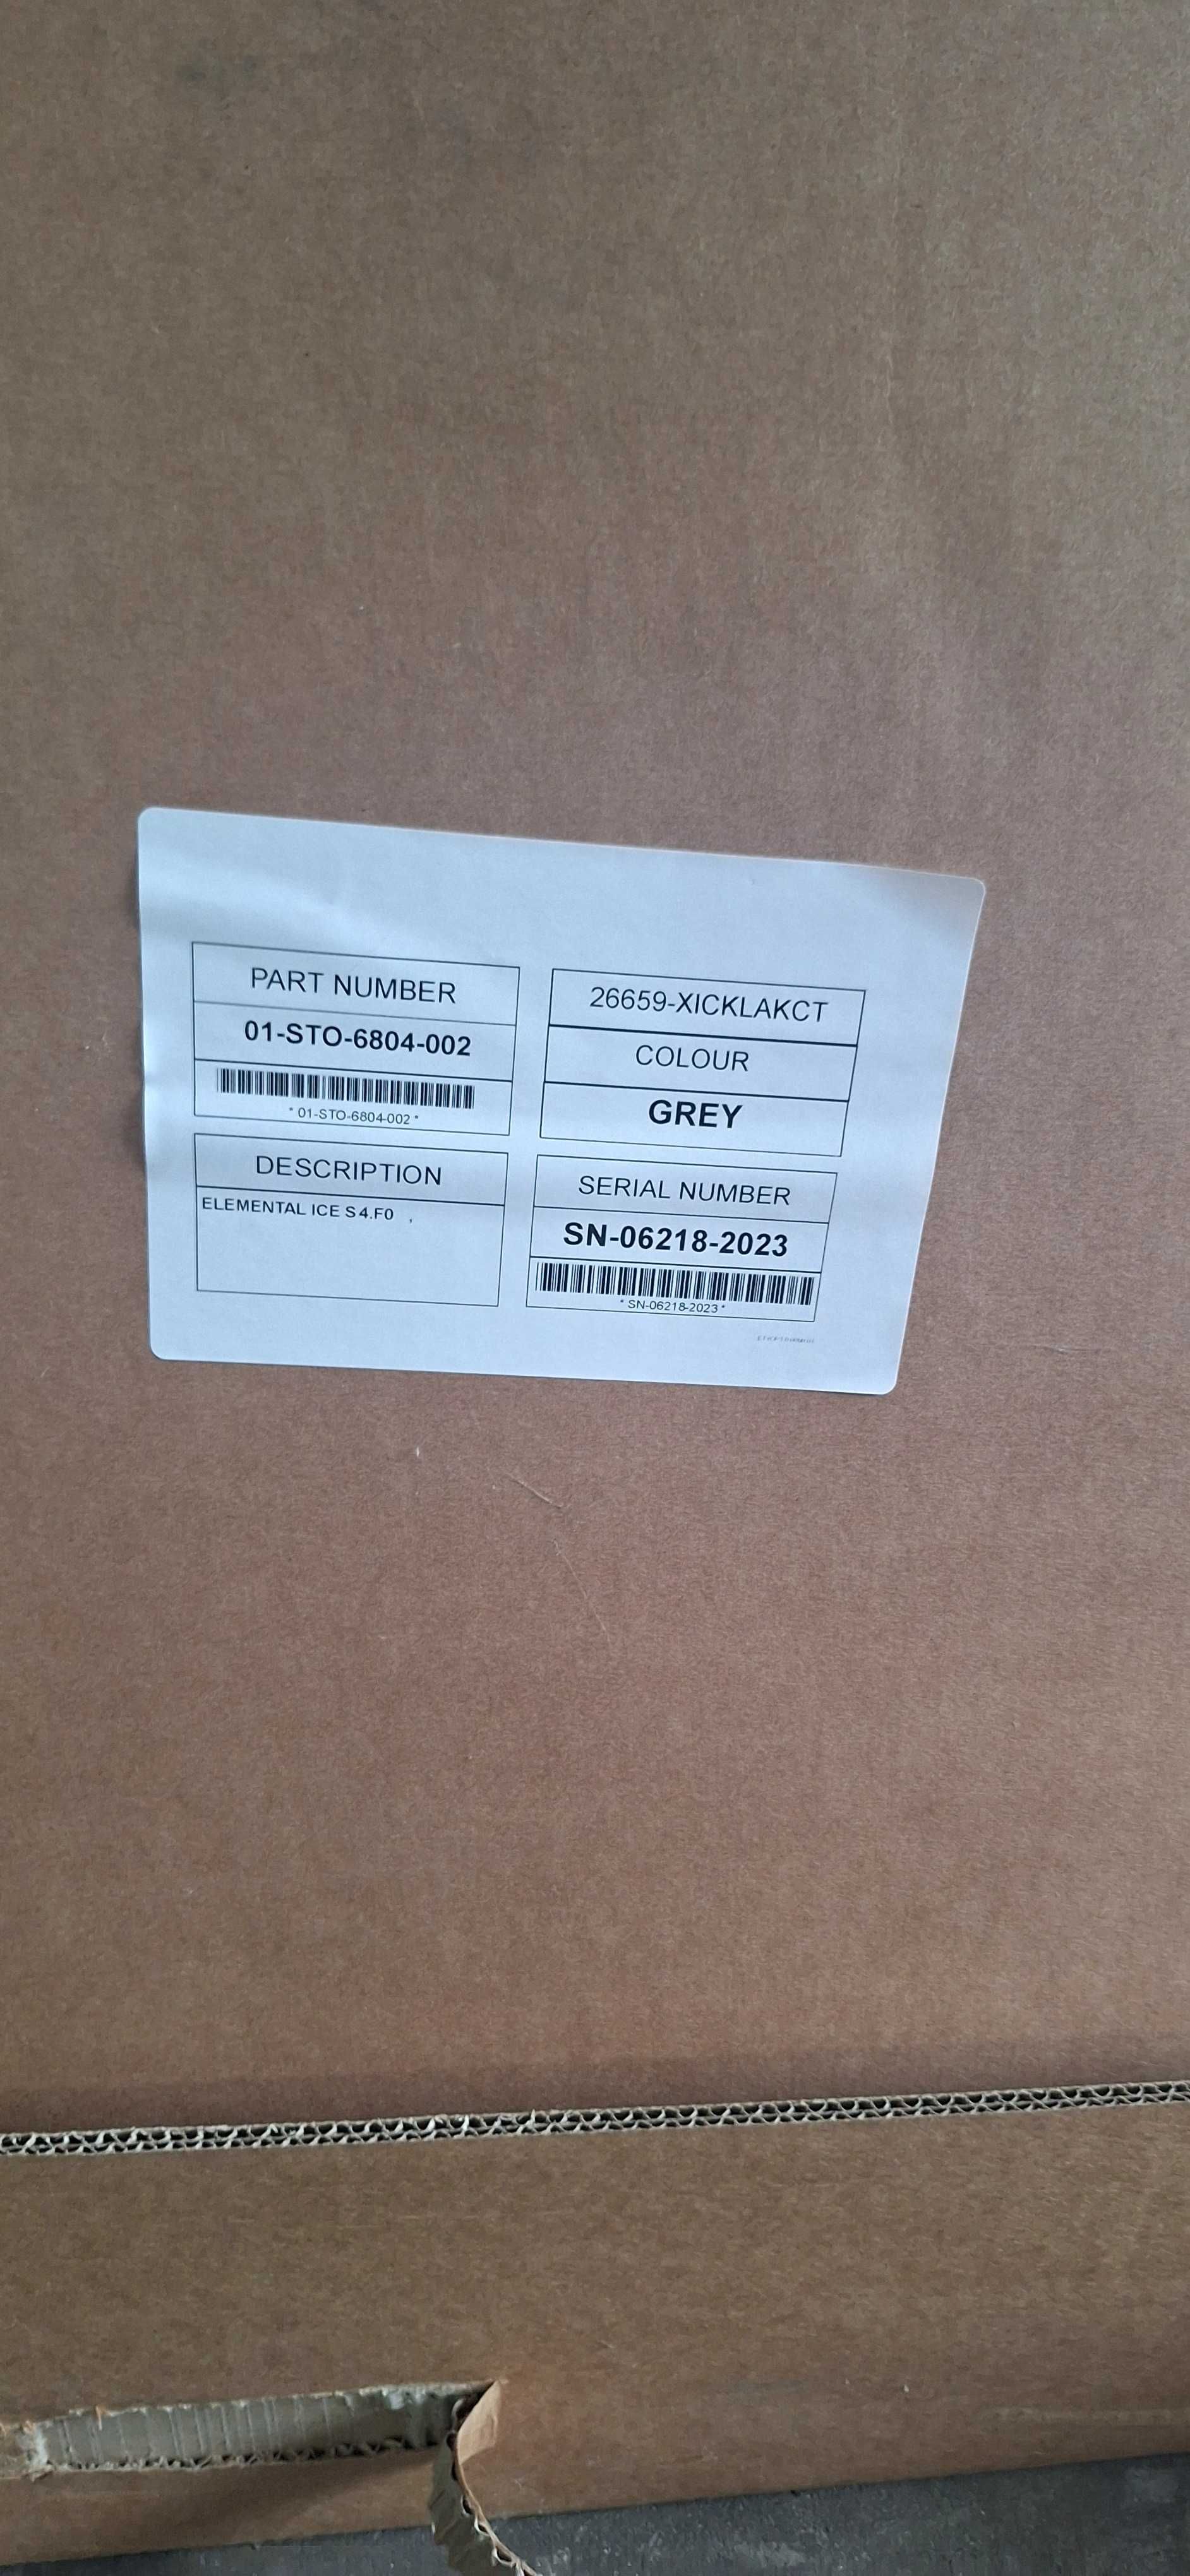 PART NUMBER
01-STO-6804-002
* 01-STO-6804-002 *
26659-XICKLAKCT
COLOUR
GREY
DESCRIPTION
ELEMENTAL ICE S4.F0 ,
SERIAL NUMBER
SN-06218-2023
* SN-06218-2023 *